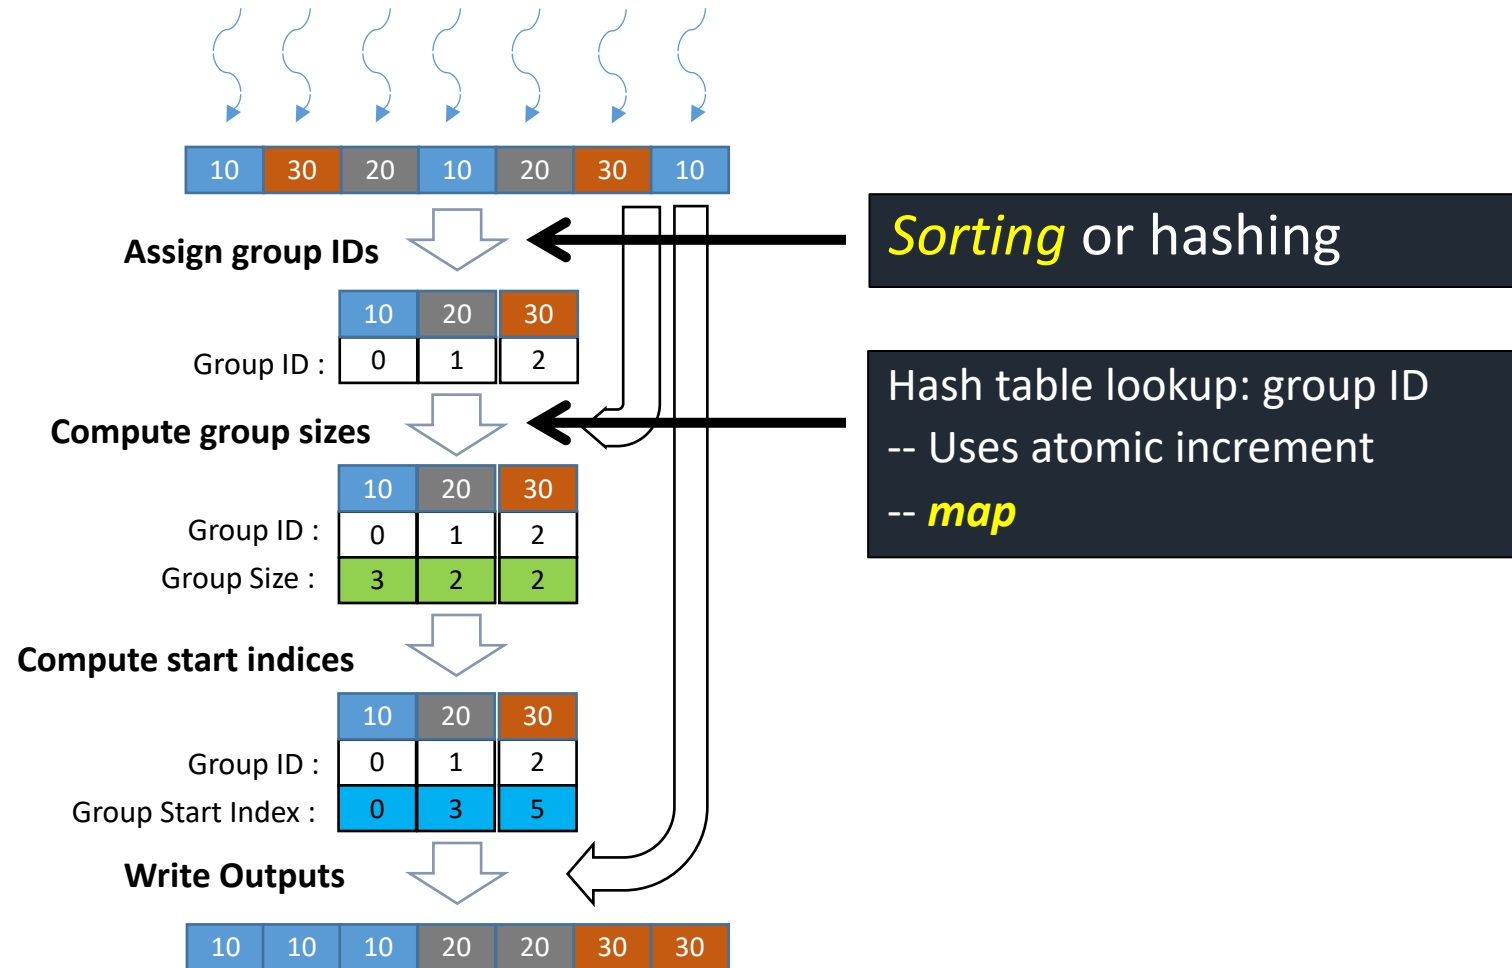 10 30 20 10 20 30 10
Assign group IDs
Sorting or hashing
10 20 30
Group ID : 0 1 2
Compute group sizes
Hash table lookup: group ID
-- Uses atomic increment
-- map
10 20 30
Group ID : 0 1 2
Group Size : 3 2 2
Compute start indices
10 20 30
Group ID : 0 1 2
Group Start Index : 0 3 5
Write Outputs
10 10 10 20 20 30 30